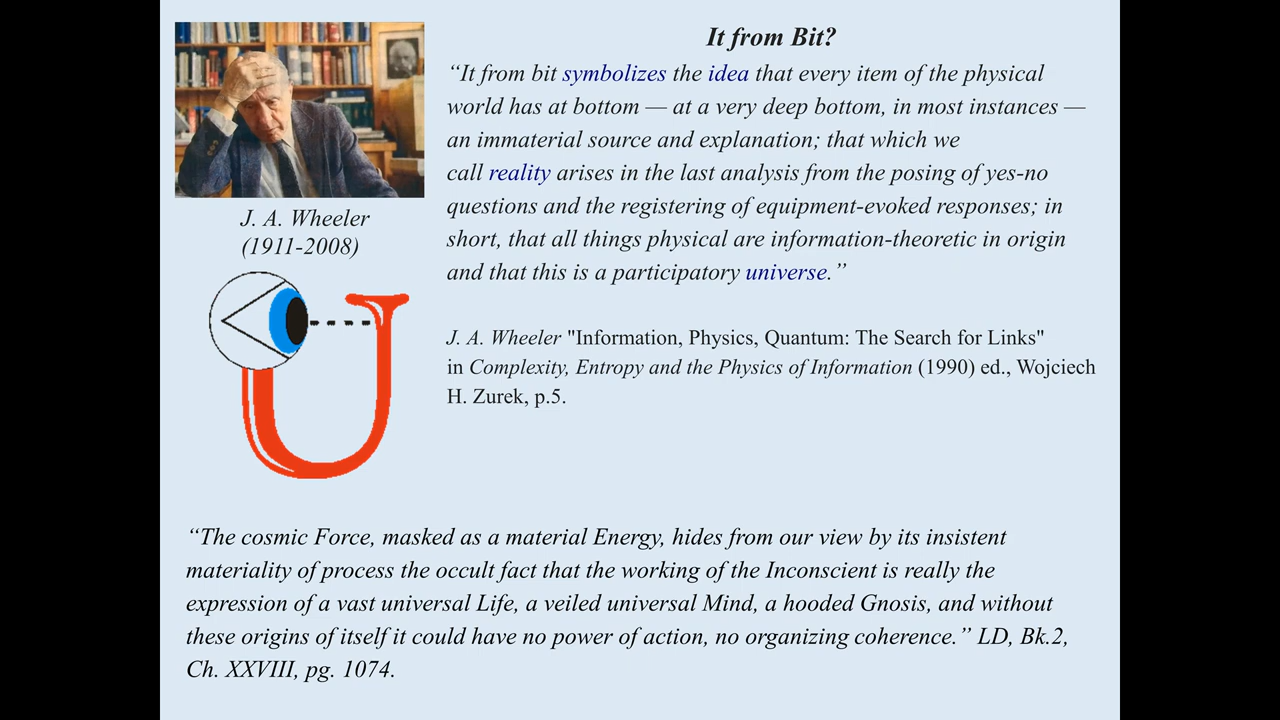 It from Bit?
“It from bit symbolizes the idea that every item of the physical
world has at bottom — at a very deep bottom, in most instances —
an immaterial source and explanation; that which we
call reality arises in the last analysis from the posing of yes-no
questions and the registering of equipment-evoked responses; in
short, that all things physical are information-theoretic in origin
and that this is a participatory universe.”
J. A. Wheeler
(1911-2008)
J. A. Wheeler "Information, Physics, Quantum: The Search for Links"
in Complexity, Entropy and the Physics of Information (1990) ed., Wojciech
H. Zurek, p.5.
U
“The cosmic Force, masked as a material Energy, hides from our view by its insistent
materiality of process the occult fact that the working of the Inconscient is really the
expression of a vast universal Life, a veiled universal Mind, a hooded Gnosis, and without
these origins of itself it could have no power of action, no organizing coherence.” LD, Bk.2,
Ch. XXVIII, pg. 1074.